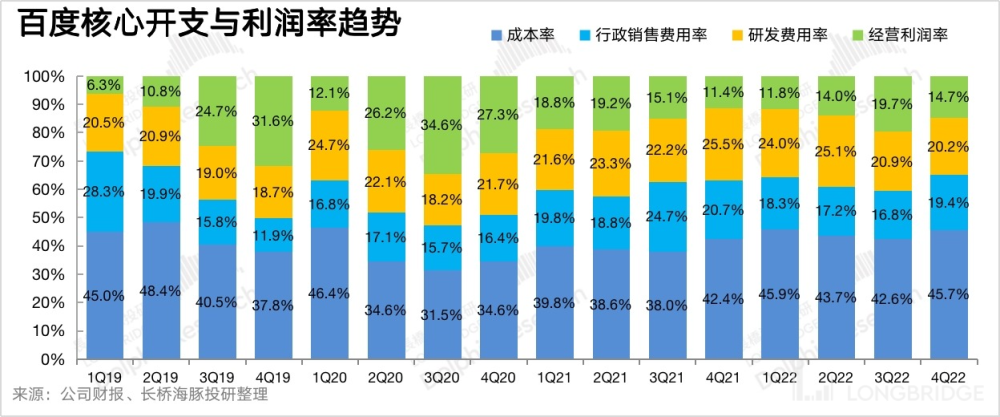 百度核心开支与利润率趋势
成本率 行政销售费用率 研发费用率 经营利润率
100% 6.3% 10.8% 24.7% 31.6% 12.1% 26.2% 34.6% 27.3% 18.8% 19.2% 15.1% 11.4% 11.8% 14.0% 19.7% 14.7%
90%
80% 20.5% 20.9% 19.0% 18.7% 24.7% 22.1% 18.2% 21.7% 21.6% 23.3% 22.2% 25.5% 24.0% 25.1% 20.9% 20.2%
70%
60% 28.3% 19.9% 15.8% 11.9% 16.8% 17.1% 15.7% 16.4% 19.8% 18.8% 24.7% 20.7% 18.3% 17.2% 16.8% 19.4%
50%
40%
30%
20% 45.0% 48.4% 40.5% 37.8% 46.4% 34.6% 31.5% 34.6% 39.8% 38.6% 38.0% 42.4% 45.9% 43.7% 42.6% 45.7%
10%
0%
1Q19 2Q19 3Q19 4Q19 1Q20 2Q20 3Q20 4Q20 1Q21 2Q21 3Q21 4Q21 1Q22 2Q22 3Q22 4Q22
来源：公司财报、长桥海豚投研整理
LONGBRIDGE